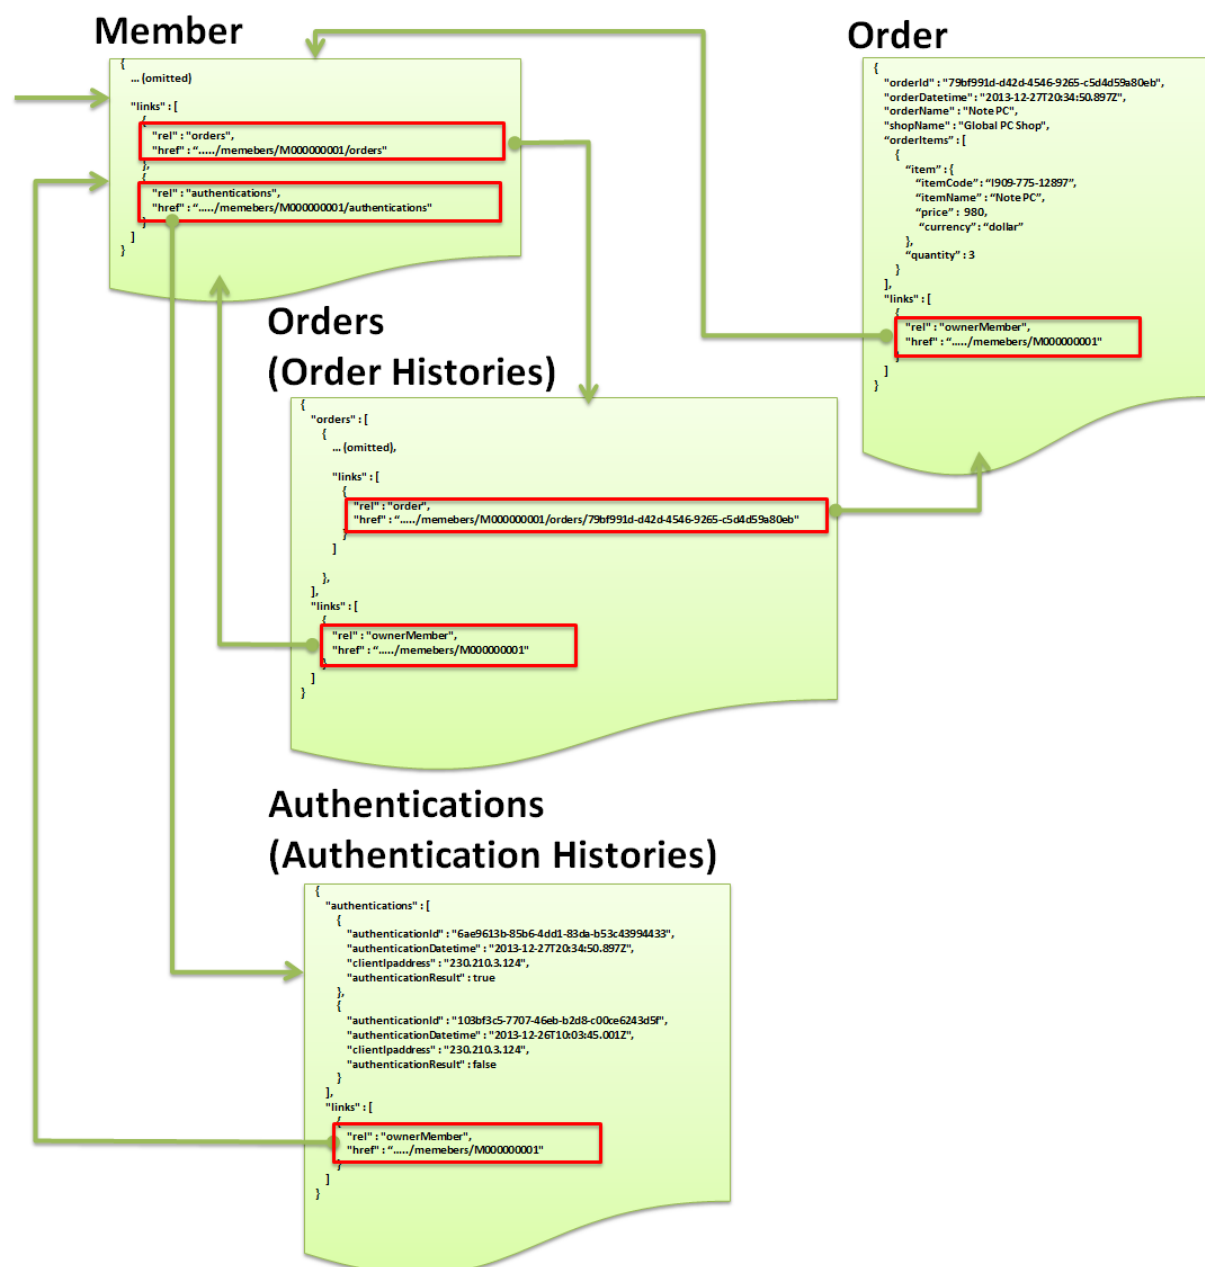 Member
{
... (omitted)
"links" : [
{
"rel" : "orders",
"href" : “...../memebers/M000000001/orders"
},
{
"rel" : "authentications",
"href" : “...../memebers/M000000001/authentications"
}
]
}
Order
{
"orderId" : "79bf991d-d42d-4546-9265-c5d4d59a80eb",
"orderDatetime" : "2013-12-27T20:34:50.897Z",
"orderName" : "Note PC",
"shopName" : "Global PC Shop",
“orderItems" : [
{
“item” : {
“itemCode” : “I909-775-12897”,
“itemName” : “Note PC”,
“price” : 980,
“currency” : “dollar”
},
“quantity” : 3
}
],
"links" : [
{
"rel" : "ownerMember",
"href" : “...../memebers/M000000001"
}
]
}
Orders
(Order Histories)
{
"orders" : [
{
... (omitted),
"links" : [
{
"rel" : "order",
"href" : “...../memebers/M000000001/orders/79bf991d-d42d-4546-9265-c5d4d59a80eb"
}
]
},
],
"links" : [
{
"rel" : "ownerMember",
"href" : “...../memebers/M000000001"
}
]
}
Authentications
(Authentication Histories)
{
"authentications" : [
{
"authenticationId" : "6ae9613b-85b6-4dd1-83da-b53c43994433",
"authenticationDatetime" : "2013-12-27T20:34:50.897Z",
"clientIpaddress" : "230.210.3.124",
"authenticationResult" : true
},
{
"authenticationId" : "103bf3c5-7707-46eb-b2d8-c00ce6243d5f",
"authenticationDatetime" : "2013-12-26T10:03:45.001Z",
"clientIpaddress" : "230.210.3.124",
"authenticationResult" : false
}
],
"links" : [
{
"rel" : "ownerMember",
"href" : “...../memebers/M000000001"
}
]
}